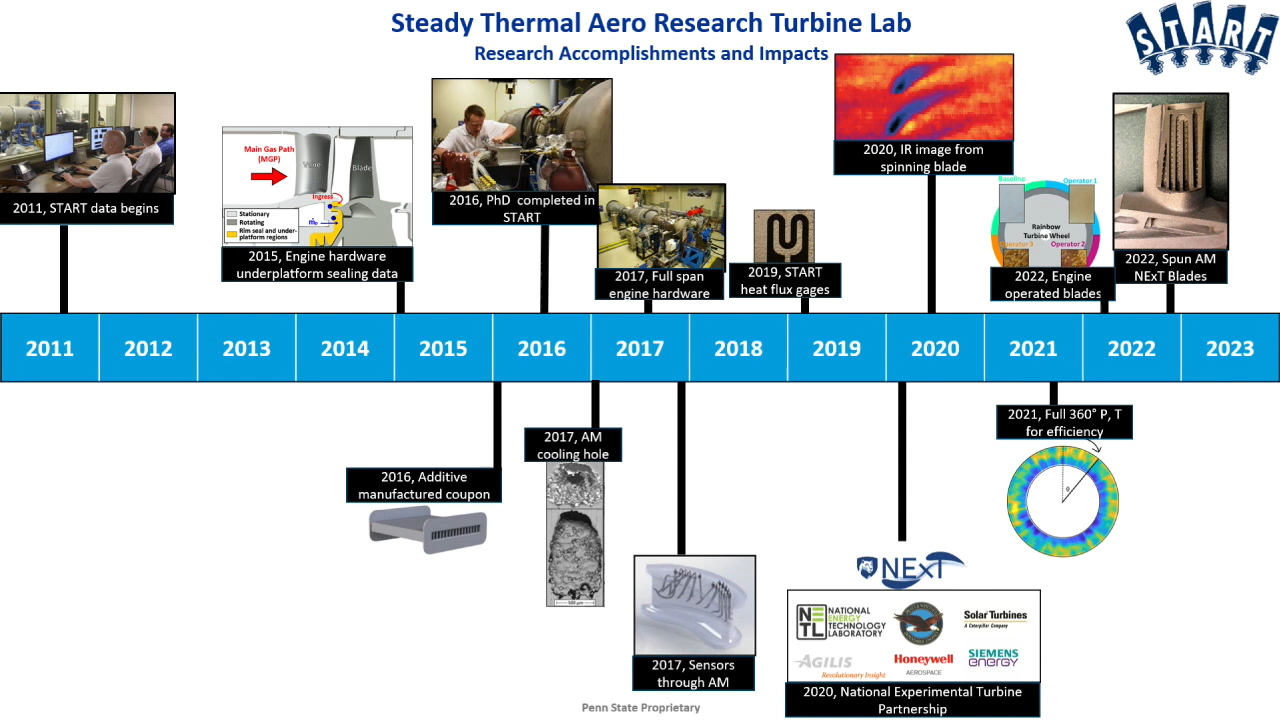 Steady Thermal Aero Research Turbine Lab
Research Accomplishments and Impacts
START
2011, START data begins
Main Gas Path
(MGP)
Vane
Blade
Ingress
Stationary
Rotating
Rim seal and under-
platform regions
2015, Engine hardware
underplatform sealing data
2016, PhD completed in
START
2017, Full span
engine hardware
2019, START
heat flux gages
2020, IR image from
spinning blade
Baseline
Operator 1
Rainbow
Turbine Wheel
Operator 3
Operator 2
2022, Engine
operated blades
2022, Spun AM
NExT Blades
2011
2012
2013
2014
2015
2016
2017
2018
2019
2020
2021
2022
2023
2016, Additive
manufactured coupon
2017, AM
cooling hole
2017, Sensors
through AM
NExT
NETL
NATIONAL
ENERGY
TECHNOLOGY
LABORATORY
Solar Turbines
A Caterpillar Company
AGILIS
Revolutionary Insight
Honeywell
AEROSPACE
SIEMENS
energy
2020, National Experimental Turbine
Partnership
2021, Full 360° P, T
for efficiency
θ
Penn State Proprietary